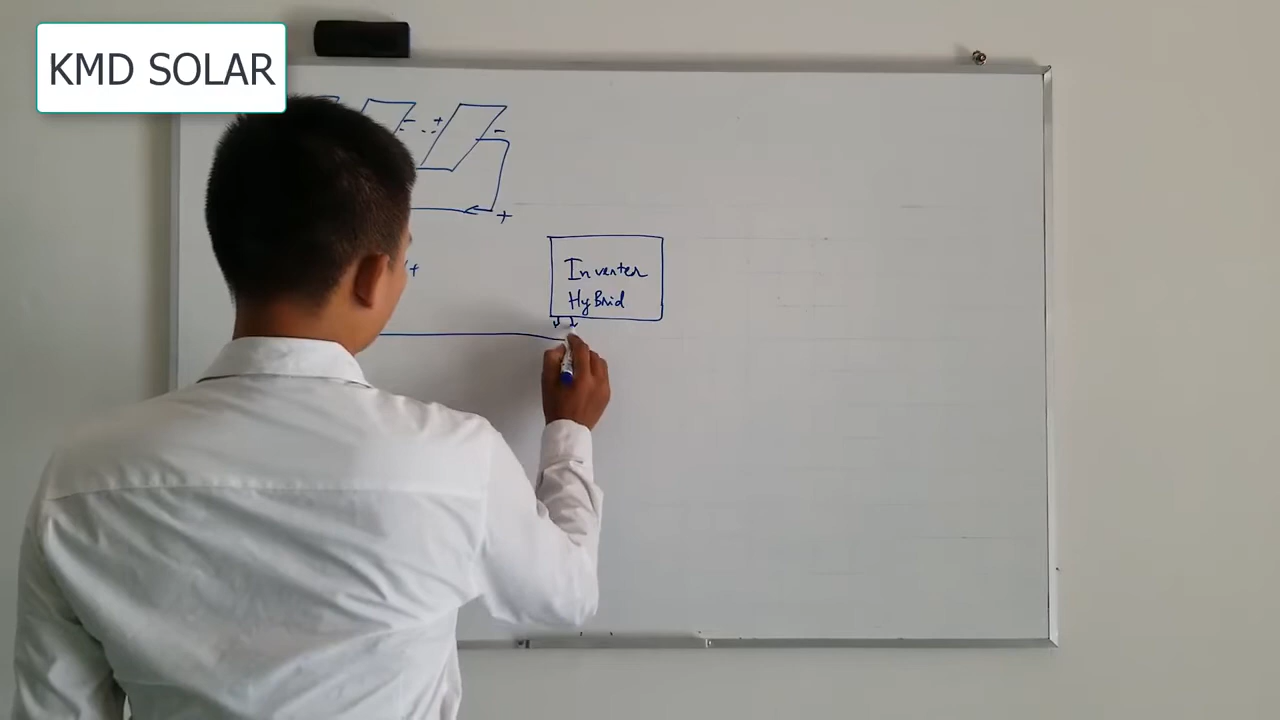 KMD SOLAR
- + -
+
+
Inverter
HyBrid